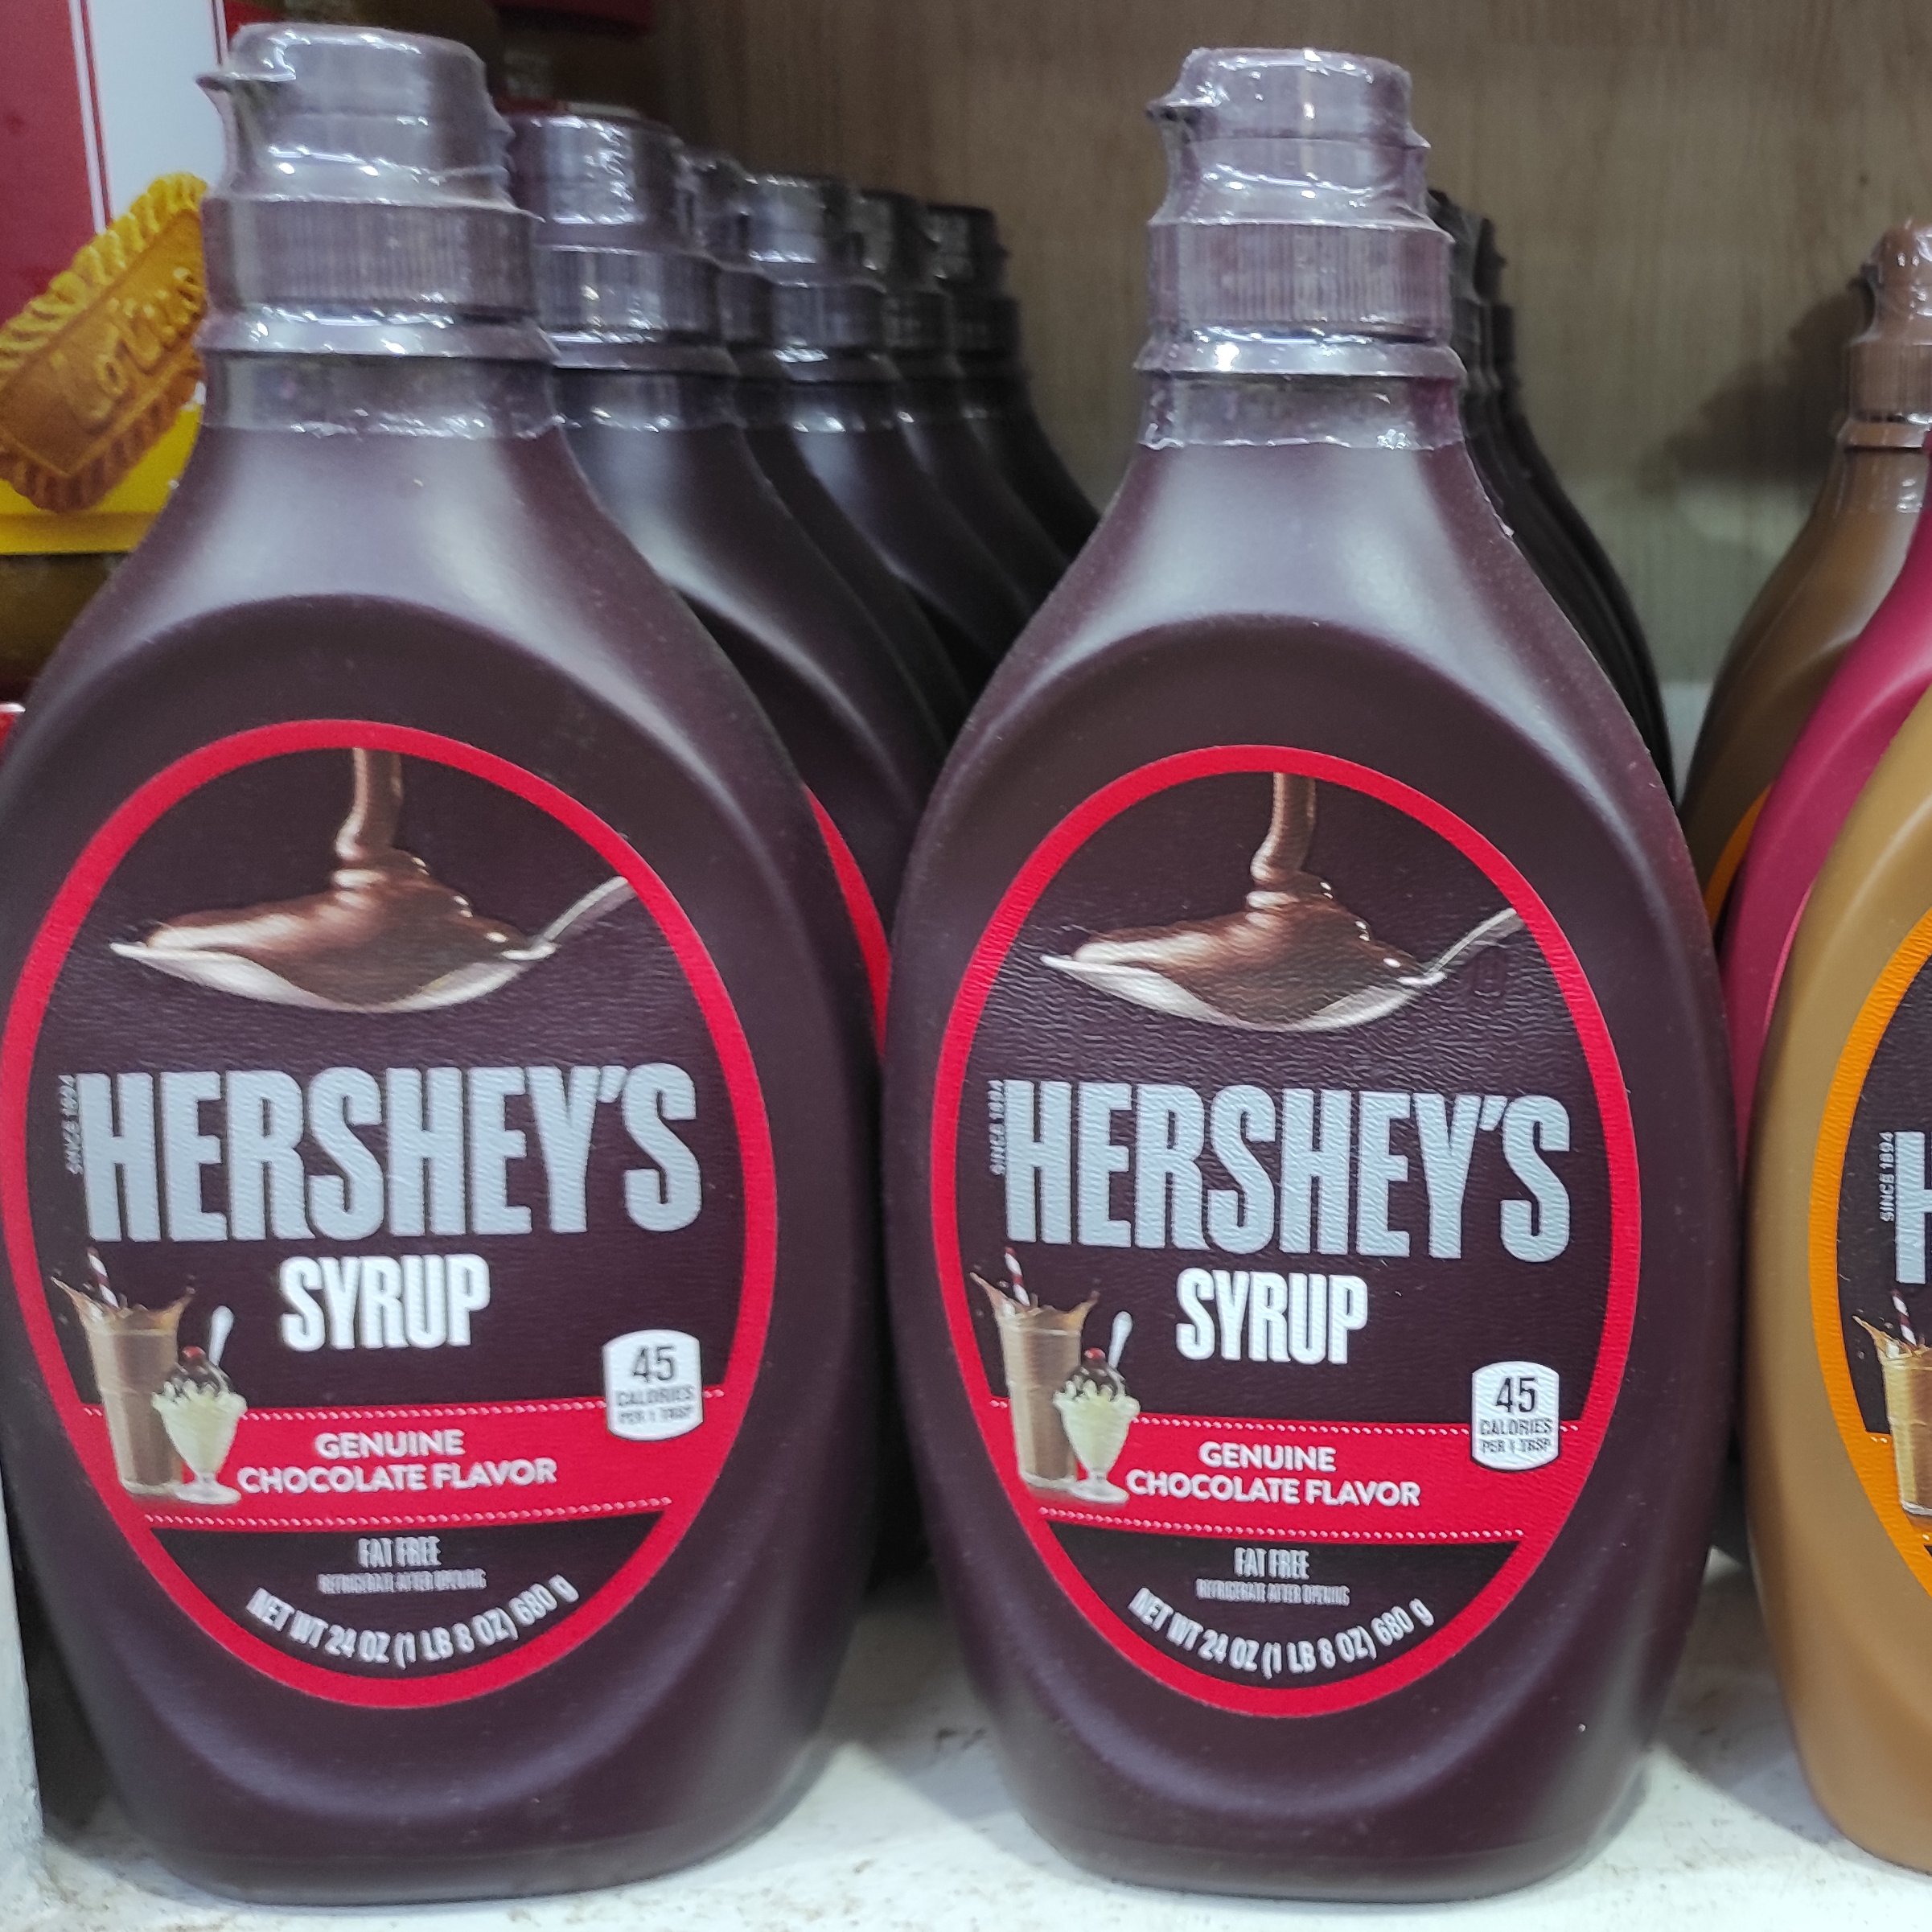 Lotus
SINCE 1894
HERSHEY'S
SYRUP
45
CALORIES
PER 1 TBSP
GENUINE
CHOCOLATE FLAVOR
FAT FREE
REFRIGERATE AFTER OPENING
NET WT 24 OZ (1 LB 8 OZ) 680 g
SINCE 1894
HERSHEY'S
SYRUP
45
CALORIES
PER 1 TBSP
GENUINE
CHOCOLATE FLAVOR
FAT FREE
REFRIGERATE AFTER OPENING
NET WT 24 OZ (1 LB 8 OZ) 680 g
SINCE 1894
H